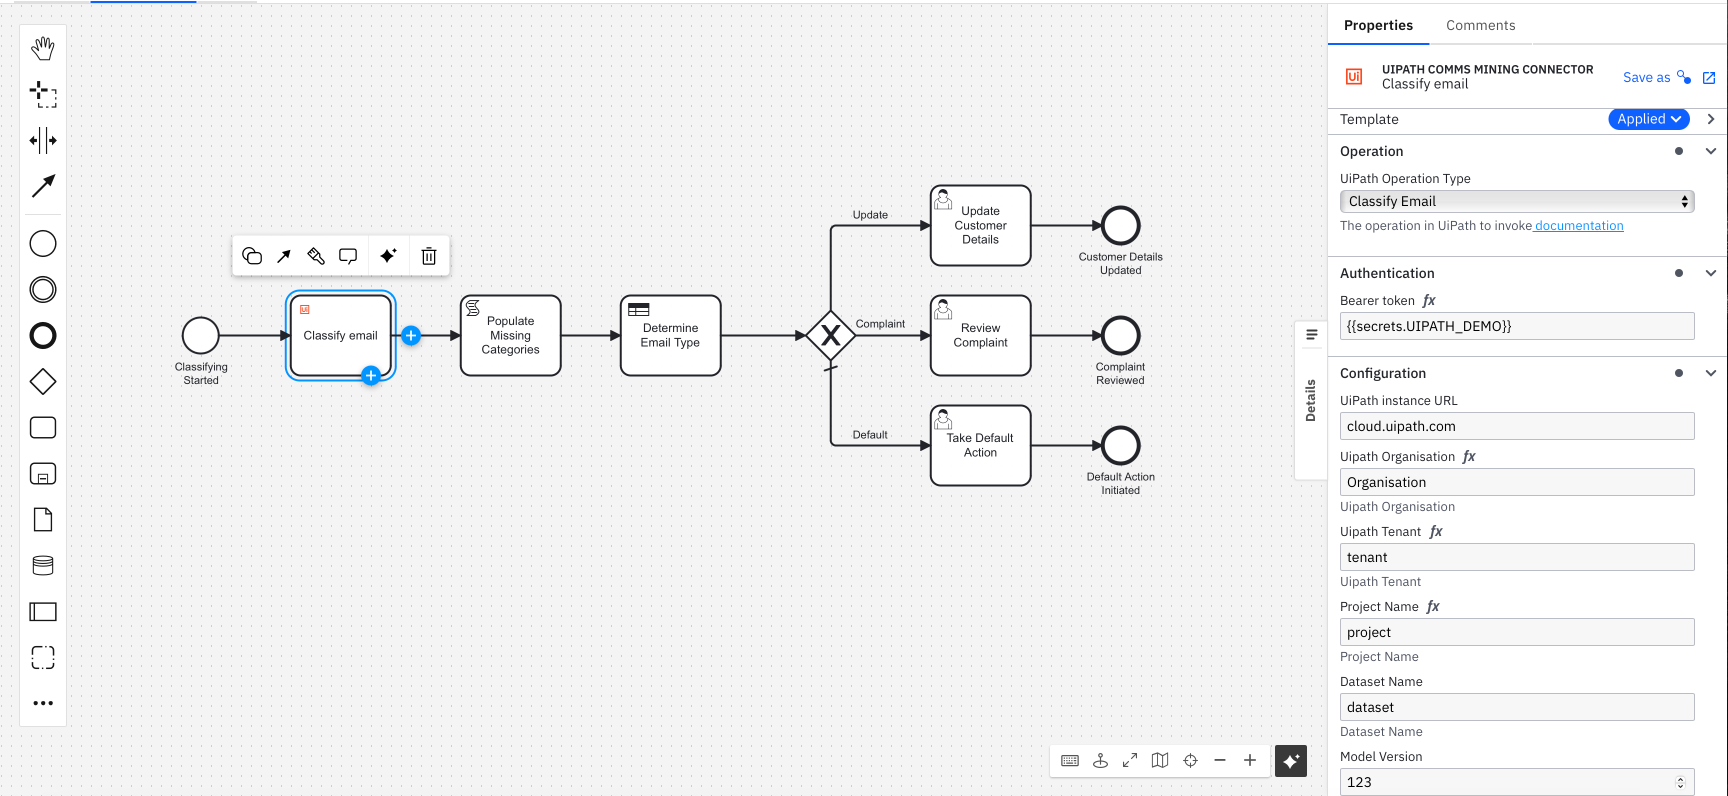 Properties
Comments
Ui
UIPATH COMMS MINING CONNECTOR
Classify email
Save as
Template
Applied
Operation
UiPath Operation Type
Classify Email
The operation in UiPath to invoke documentation
Authentication
Bearer token fx
{{secrets.UIPATH_DEMO}}
Configuration
UiPath instance URL
cloud.uipath.com
Uipath Organisation fx
Organisation
Uipath Organisation
Uipath Tenant fx
tenant
Uipath Tenant
Project Name fx
project
Project Name
Dataset Name
dataset
Dataset Name
Model Version
123
Details
Classifying
Started
Ui
Classify email
Populate
Missing
Categories
Determine
Email Type
X
Update
Complaint
Default
Update
Customer
Details
Customer Details
Updated
Review
Complaint
Complaint
Reviewed
Take Default
Action
Default Action
Initiated